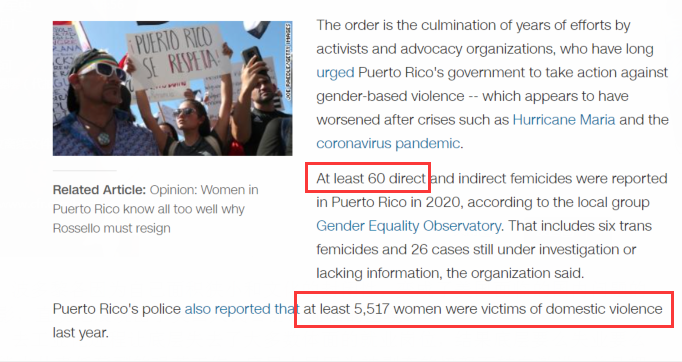 The order is the culmination of years of efforts by
activists and advocacy organizations, who have long
urged Puerto Rico's government to take action against
gender-based violence -- which appears to have
worsened after crises such as Hurricane Maria and the
coronavirus pandemic.
PUERTO RICO
SE RESPETA!
JOE RAEDLE/GETTY IMAGES
Related Article: Opinion: Women in
Puerto Rico know all too well why
Rossello must resign
At least 60 direct and indirect femicides were reported
in Puerto Rico in 2020, according to the local group
Gender Equality Observatory. That includes six trans
femicides and 26 cases still under investigation or
lacking information, the organization said.
Puerto Rico's police also reported that at least 5,517 women were victims of domestic violence
last year.